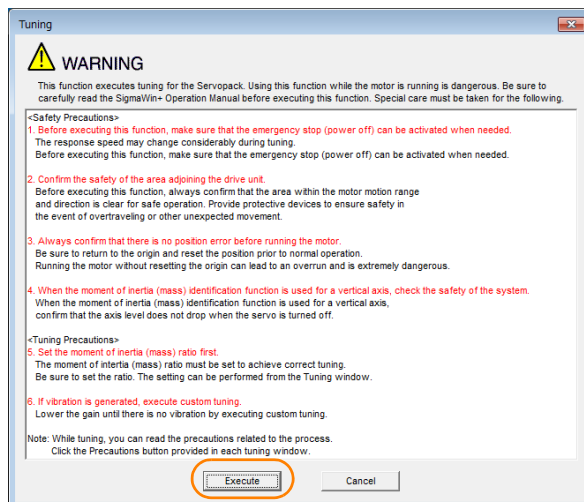 Tuning
WARNING
This function executes tuning for the Servopack. Using this function while the motor is running is dangerous. Be sure to
carefully read the SigmaWin+ Operation Manual before executing this function. Special care must be taken for the following.
<Safety Precautions>
1. Before executing this function, make sure that the emergency stop (power off) can be activated when needed.
The response speed may change considerably during tuning.
Before executing this function, make sure that the emergency stop (power off) can be activated when needed.
2. Confirm the safety of the area adjoining the drive unit.
Before executing this function, always confirm that the area within the motor motion range
and direction is clear for safe operation. Provide protective devices to ensure safety in
the event of overtraveling or other unexpected movement.
3. Always confirm that there is no position error before running the motor.
Be sure to return to the origin and reset the position prior to normal operation.
Running the motor without resetting the origin can lead to an overrun and is extremely dangerous.
4. When the moment of inertia (mass) identification function is used for a vertical axis, check the safety of the system.
When the moment of inertia (mass) identification function is used for a vertical axis,
confirm that the axis level does not drop when the servo is turned off.
<Tuning Precautions>
5. Set the moment of inertia (mass) ratio first.
The moment of intertia (mass) ratio must be set to achieve correct tuning.
Be sure to set the ratio. The setting can be performed from the Tuning window.
6. If vibration is generated, execute custom tuning.
Lower the gain until there is no vibration by executing custom tuning.
Note: While tuning, you can read the precautions related to the process.
Click the Precautions button provided in each tuning window.
Execute Cancel